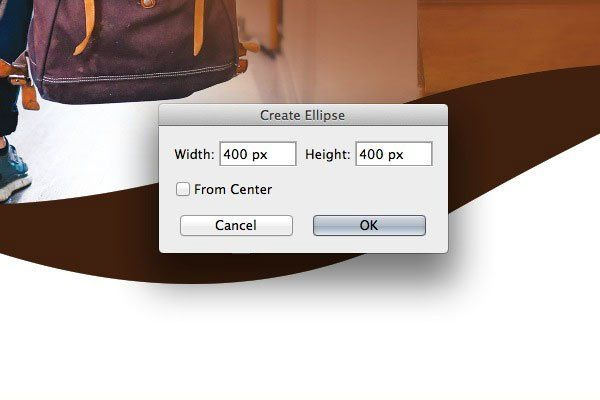 Create Ellipse
Width: 400 px Height: 400 px
From Center
Cancel OK